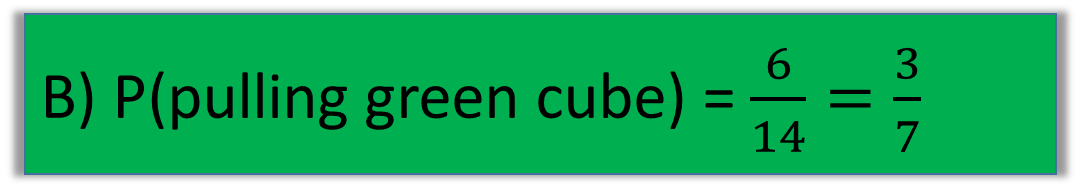 B) P(pulling green cube) = 6/14 = 3/7